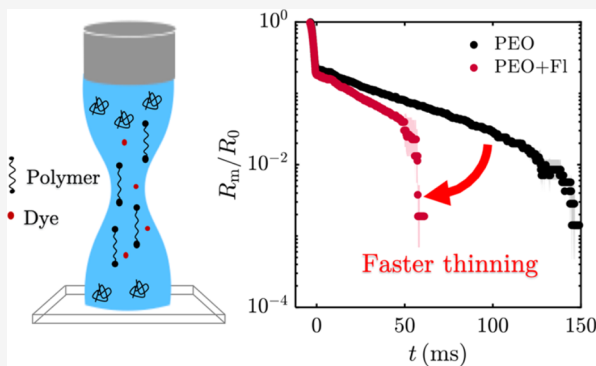 Polymer
Dye
PEO
PEO+Fl
Faster thinning
R_m/R_0
10^0
10^{-2}
10^{-4}
0
50
100
150
t (ms)